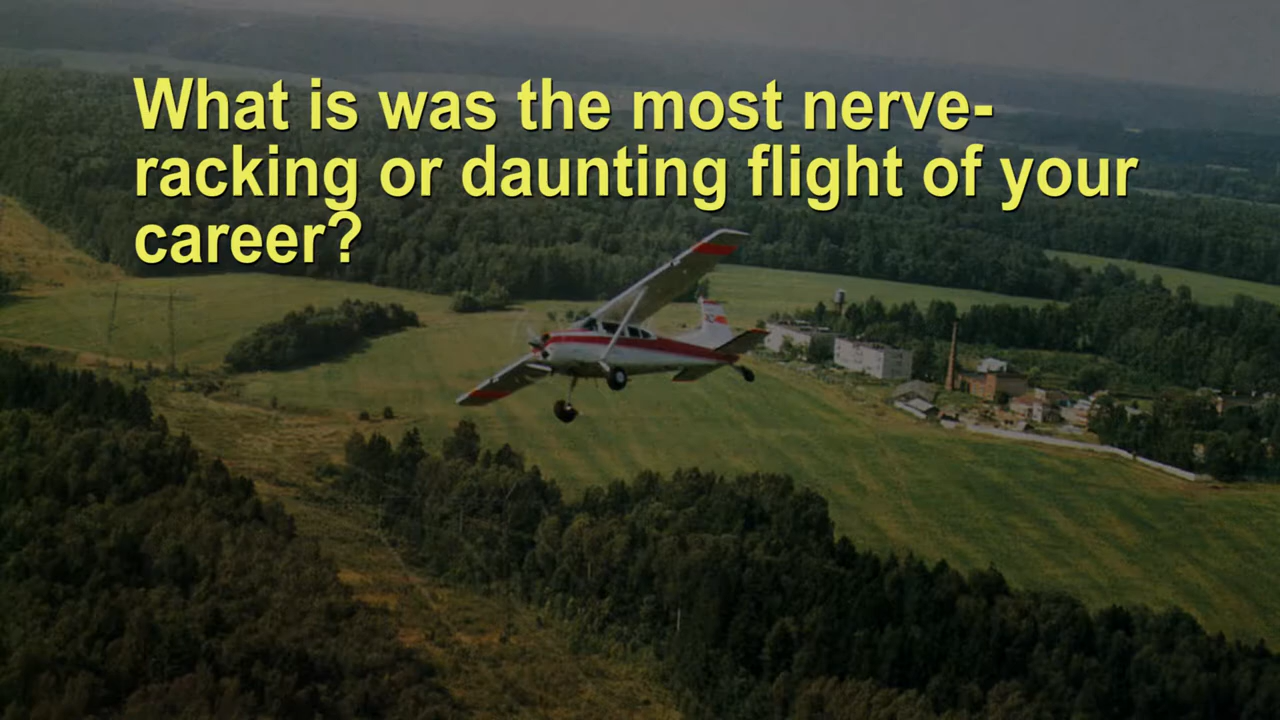 What is was the most nerve-
racking or daunting flight of your
career?